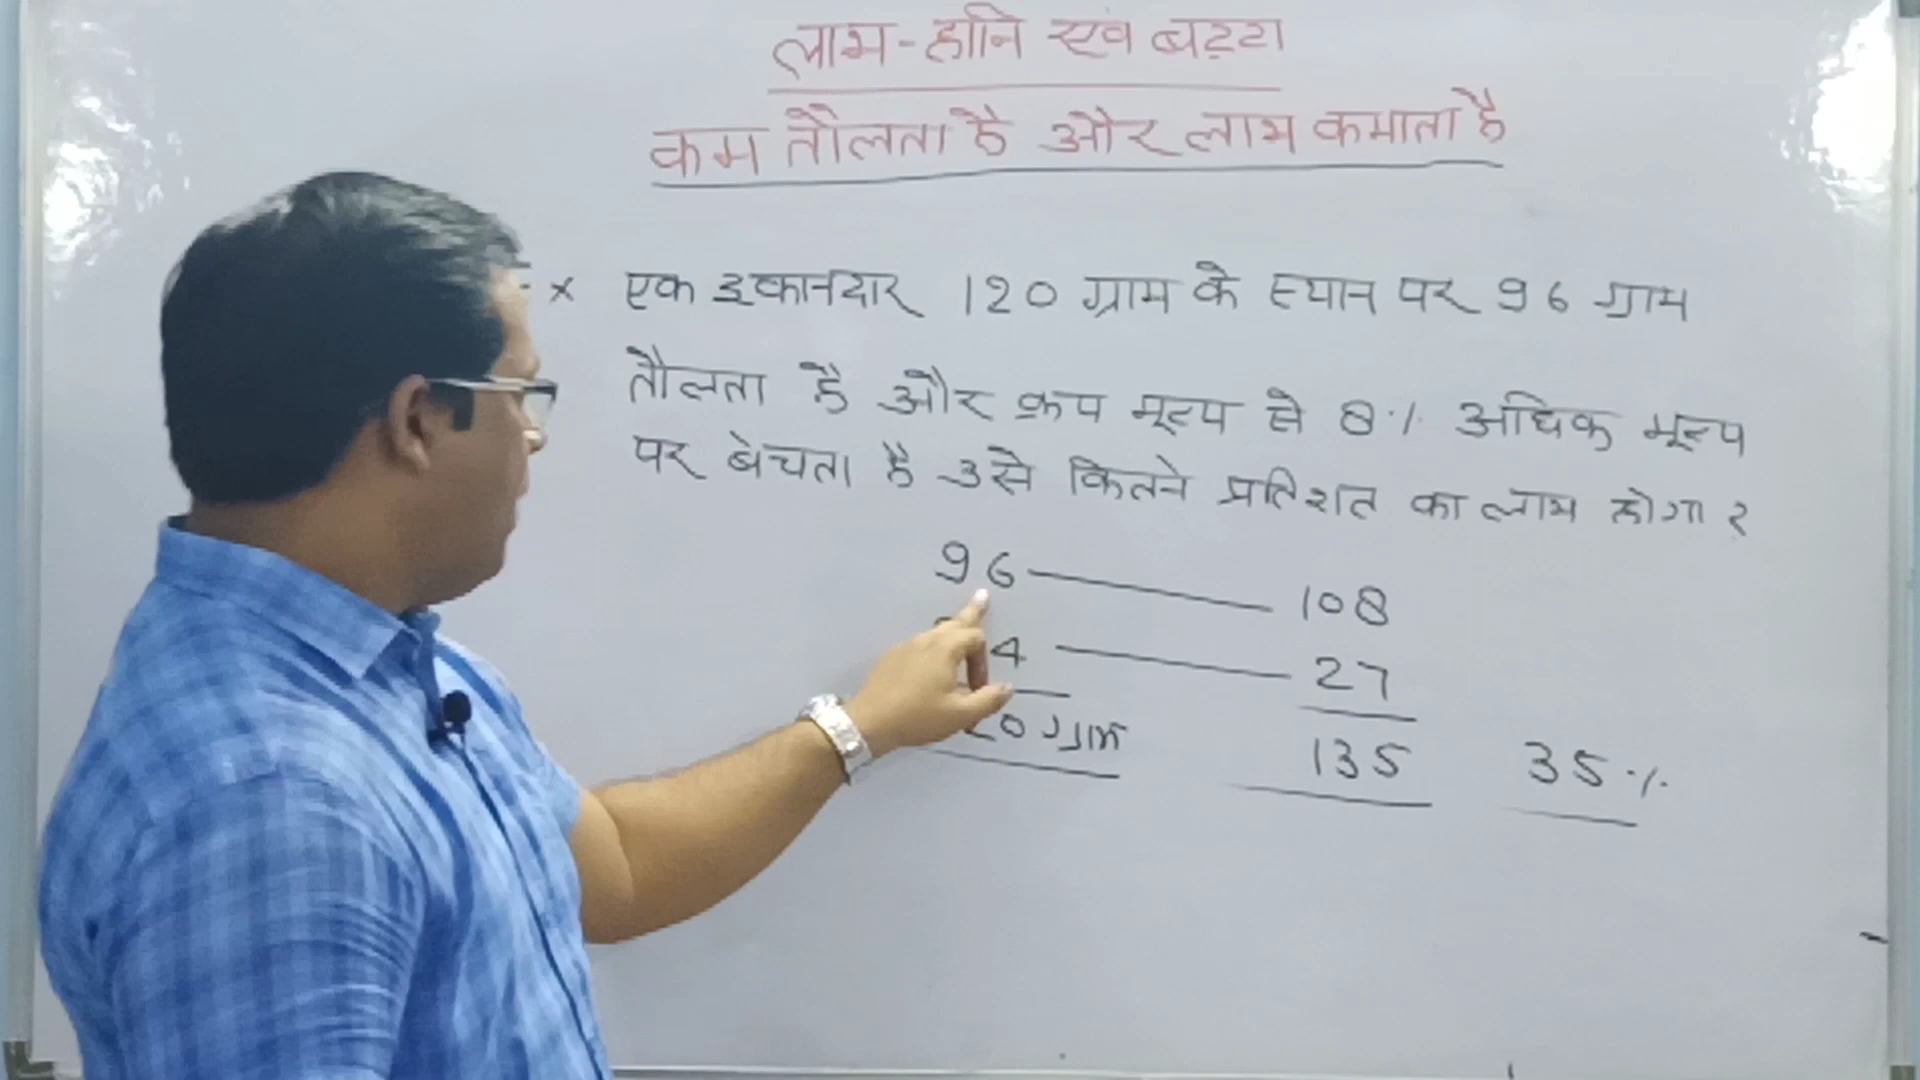 लाभ-हानि एवं बट्टा
कम तौलता है और लाभ कमाता है
x एक दुकानदार 120 ग्राम के स्थान पर 96 ग्राम
तौलता है और क्रय मूल्य से 8% अधिक मूल्य
पर बेचता है उसे कितने प्रतिशत का लाभ होगा ?
96 — 108
4 — 27
20 ग्राम 135 35%